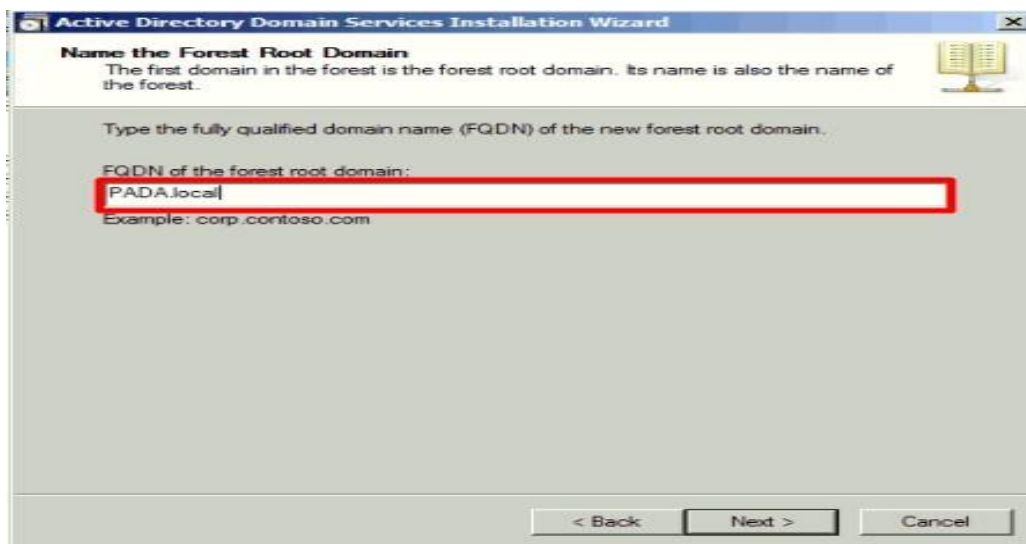 Active Directory Domain Services Installation Wizard
Name the Forest Root Domain
The first domain in the forest is the forest root domain. Its name is also the name of
the forest.
Type the fully qualified domain name (FQDN) of the new forest root domain.
FQDN of the forest root domain:
PADA.local
Example: corp.contoso.com
< Back
Next >
Cancel